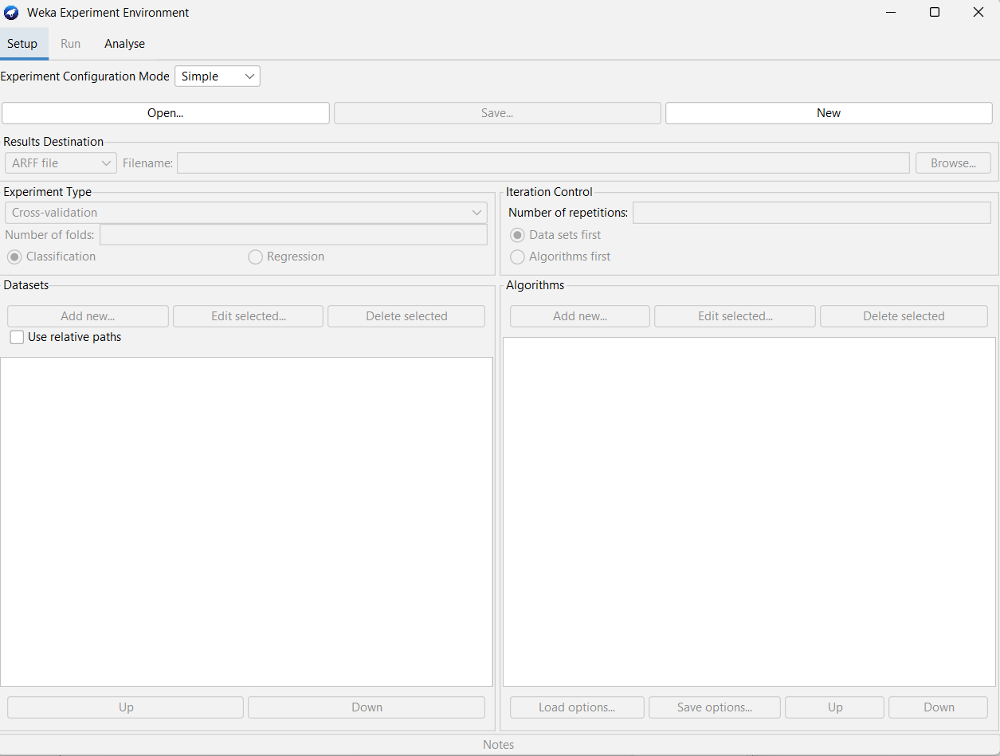 Weka Experiment Environment
Setup Run Analyse
Experiment Configuration Mode Simple
Open... Save... New
Results Destination
ARFF file Filename: Browse...
Experiment Type
Cross-validation
Number of folds:
Classification Regression
Iteration Control
Number of repetitions:
Data sets first
Algorithms first
Datasets
Add new... Edit selected... Delete selected
Use relative paths
Up Down
Algorithms
Add new... Edit selected... Delete selected
Load options... Save options... Up Down
Notes